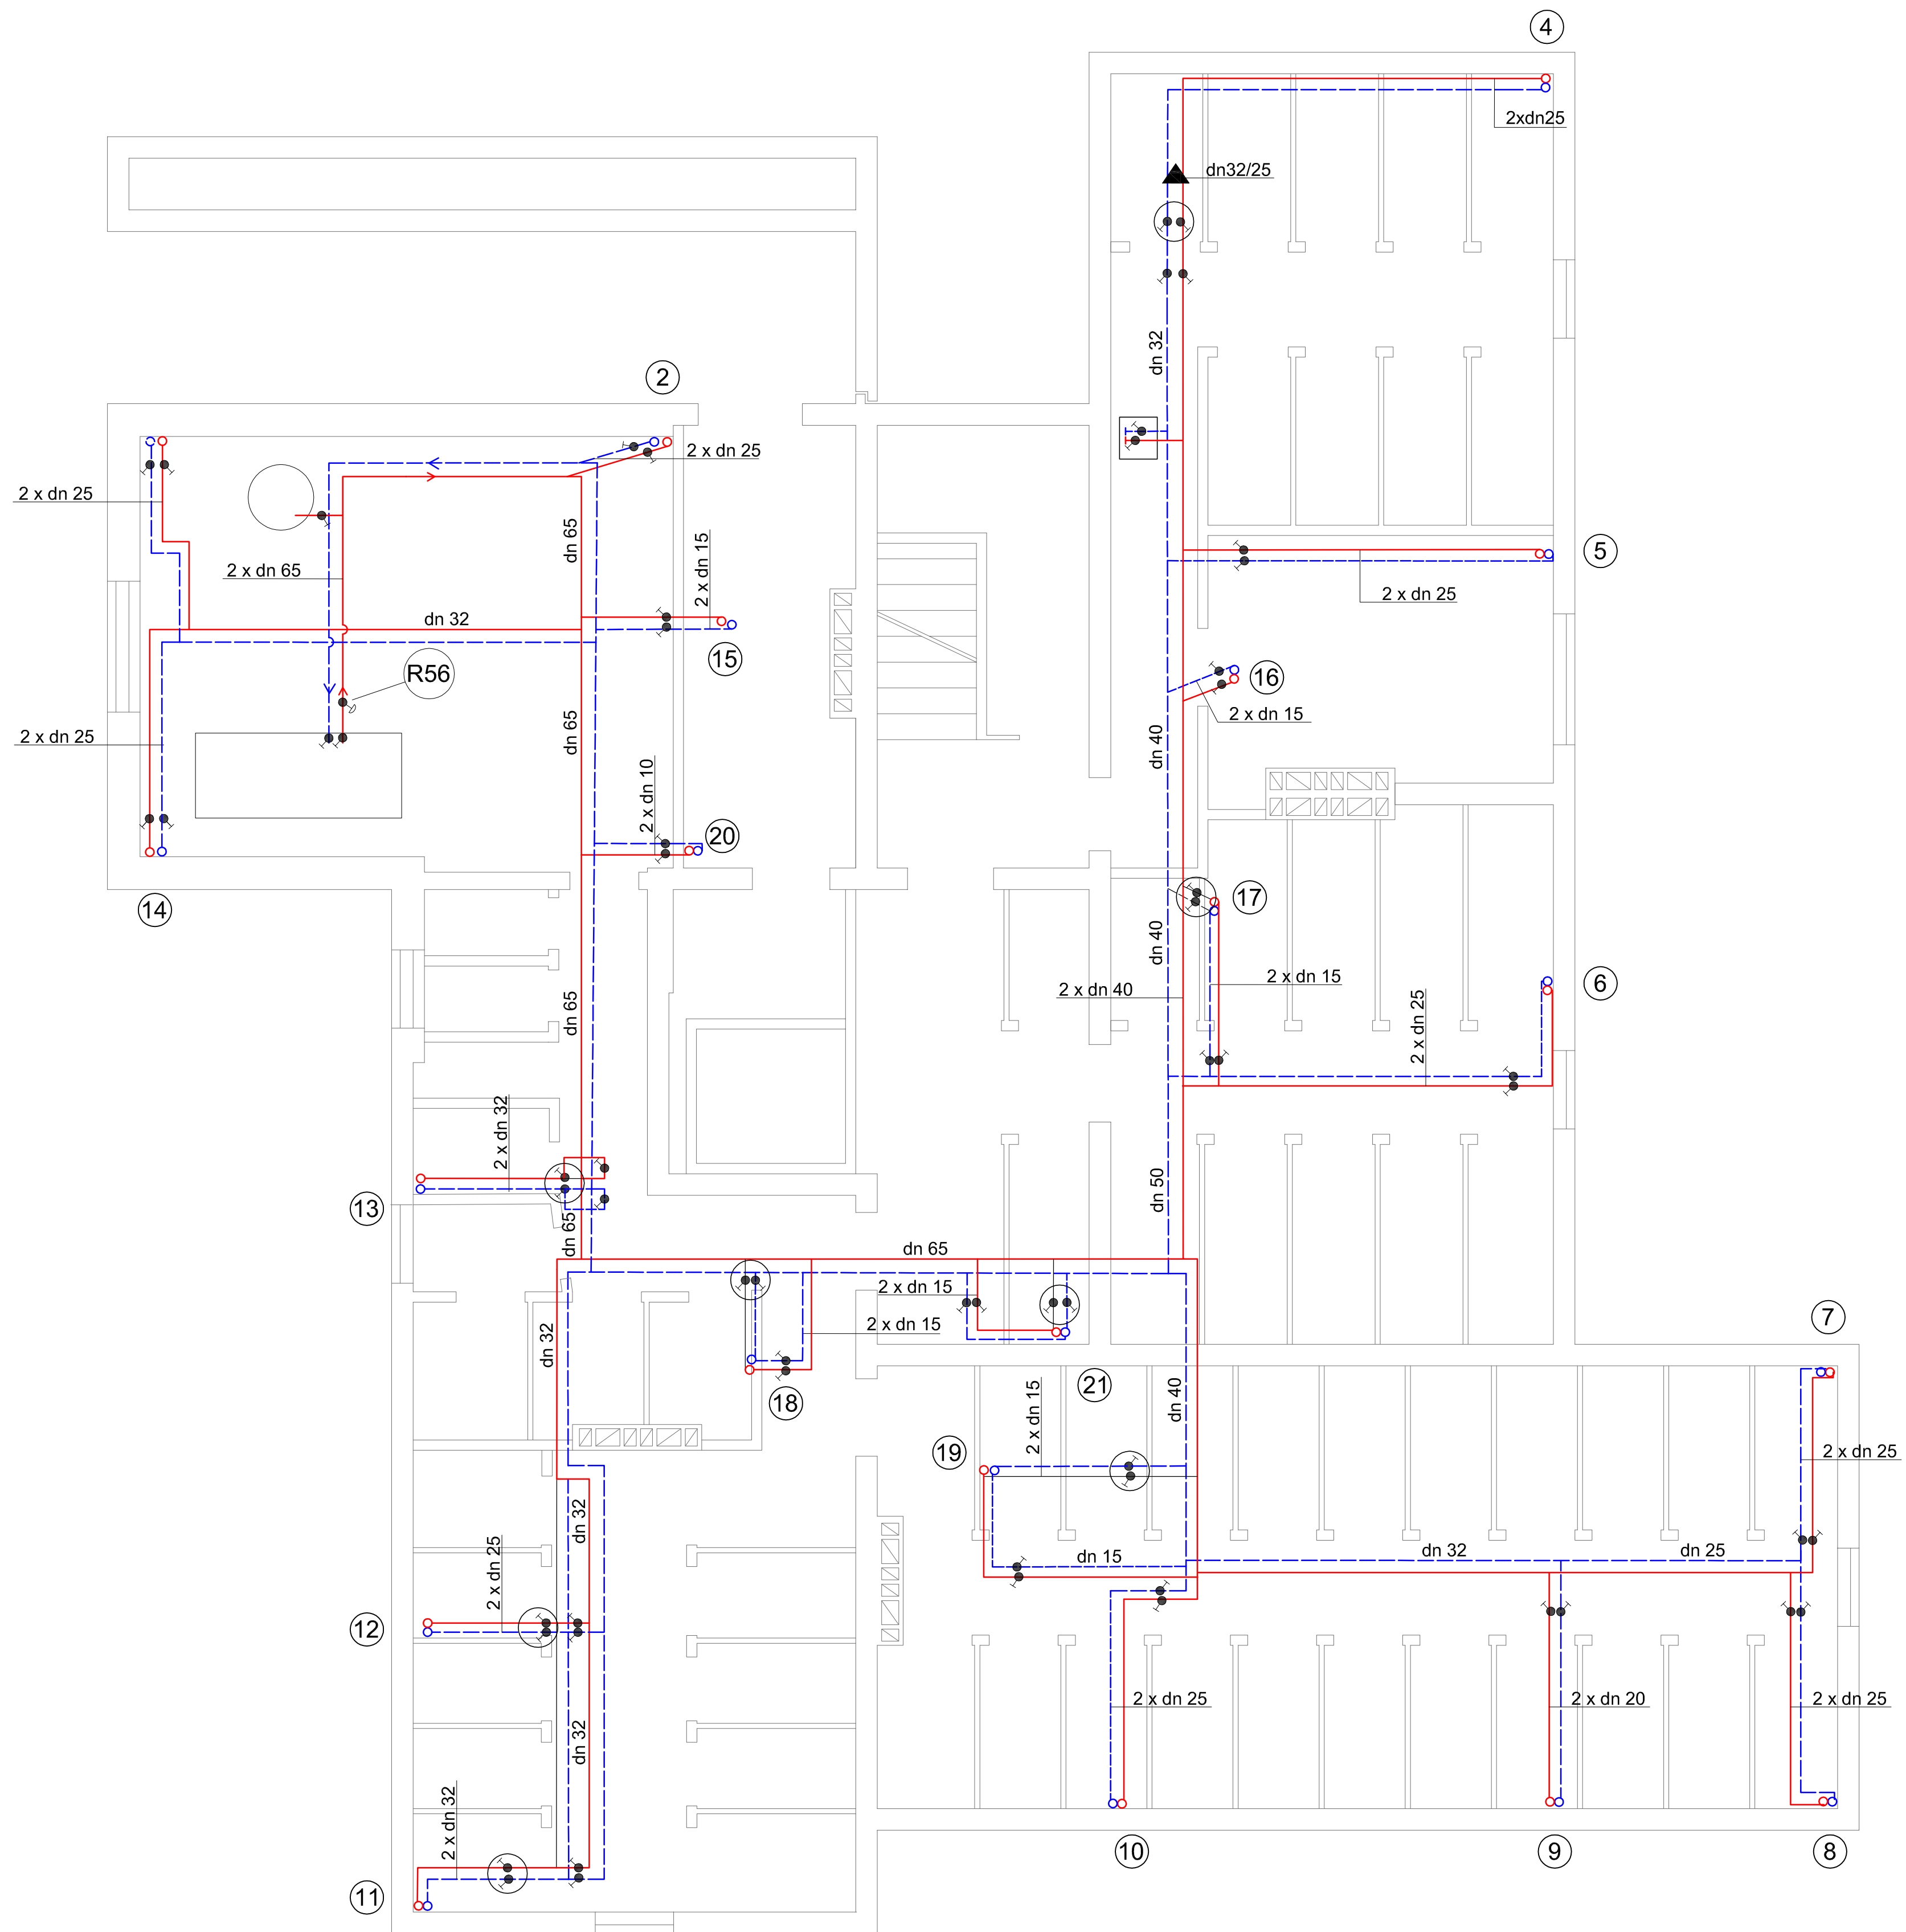 4
2xdn25
dn32/25
dn 32
2
2 x dn 25
2 x dn 25
dn 65
2 x dn 15
5
2 x dn 25
2 x dn 65
dn 32
15
R56
16
2 x dn 15
dn 65
2 x dn 25
dn 40
2 x dn 10
20
14
17
dn 40
2 x dn 15
6
2 x dn 40
dn 65
2 x dn 25
2 x dn 32
13
dn 65
dn 50
dn 65
2 x dn 15
2 x dn 15
7
dn 32
21
18
2 x dn 15
dn 40
19
2 x dn 25
dn 32
2 x dn 25
dn 15
dn 32
dn 25
12
2 x dn 25
2 x dn 20
2 x dn 25
dn 32
2 x dn 32
10
9
8
11